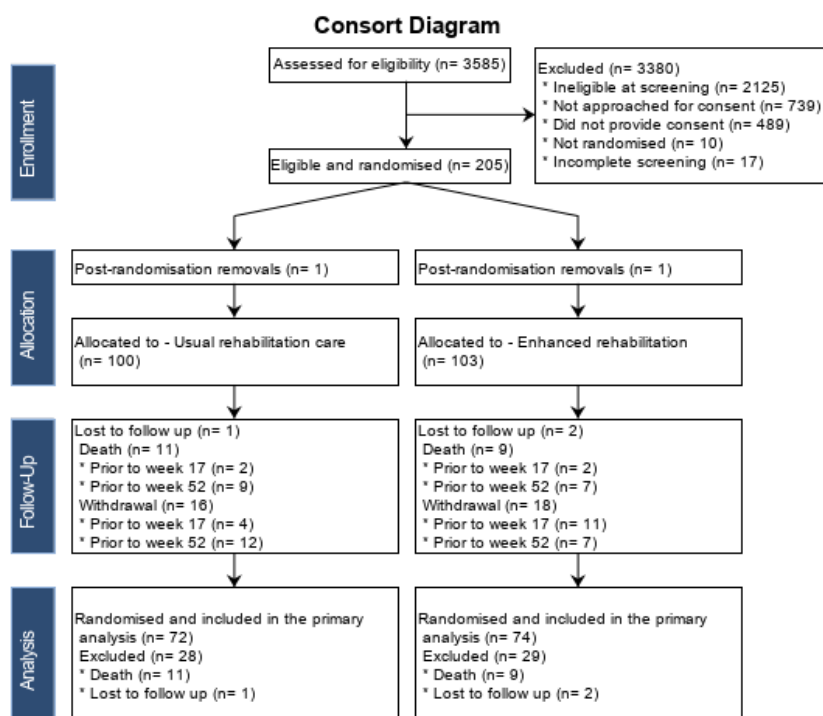 Consort Diagram
Enrollment
Assessed for eligibility (n= 3585)
Excluded (n= 3380)
* Ineligible at screening (n= 2125)
* Not approached for consent (n= 739)
* Did not provide consent (n= 489)
* Not randomised (n= 10)
* Incomplete screening (n= 17)
Eligible and randomised (n= 205)
Allocation
Post-randomisation removals (n= 1)
Allocated to - Usual rehabilitation care
(n= 100)
Post-randomisation removals (n= 1)
Allocated to - Enhanced rehabilitation
(n= 103)
Follow-Up
Lost to follow up (n= 1)
Death (n= 11)
* Prior to week 17 (n= 2)
* Prior to week 52 (n= 9)
Withdrawal (n= 16)
* Prior to week 17 (n= 4)
* Prior to week 52 (n= 12)
Lost to follow up (n= 2)
Death (n= 9)
* Prior to week 17 (n= 2)
* Prior to week 52 (n= 7)
Withdrawal (n= 18)
* Prior to week 17 (n= 11)
* Prior to week 52 (n= 7)
Analysis
Randomised and included in the primary
analysis (n= 72)
Excluded (n= 28)
* Death (n= 11)
* Lost to follow up (n= 1)
Randomised and included in the primary
analysis (n= 74)
Excluded (n= 29)
* Death (n= 9)
* Lost to follow up (n= 2)